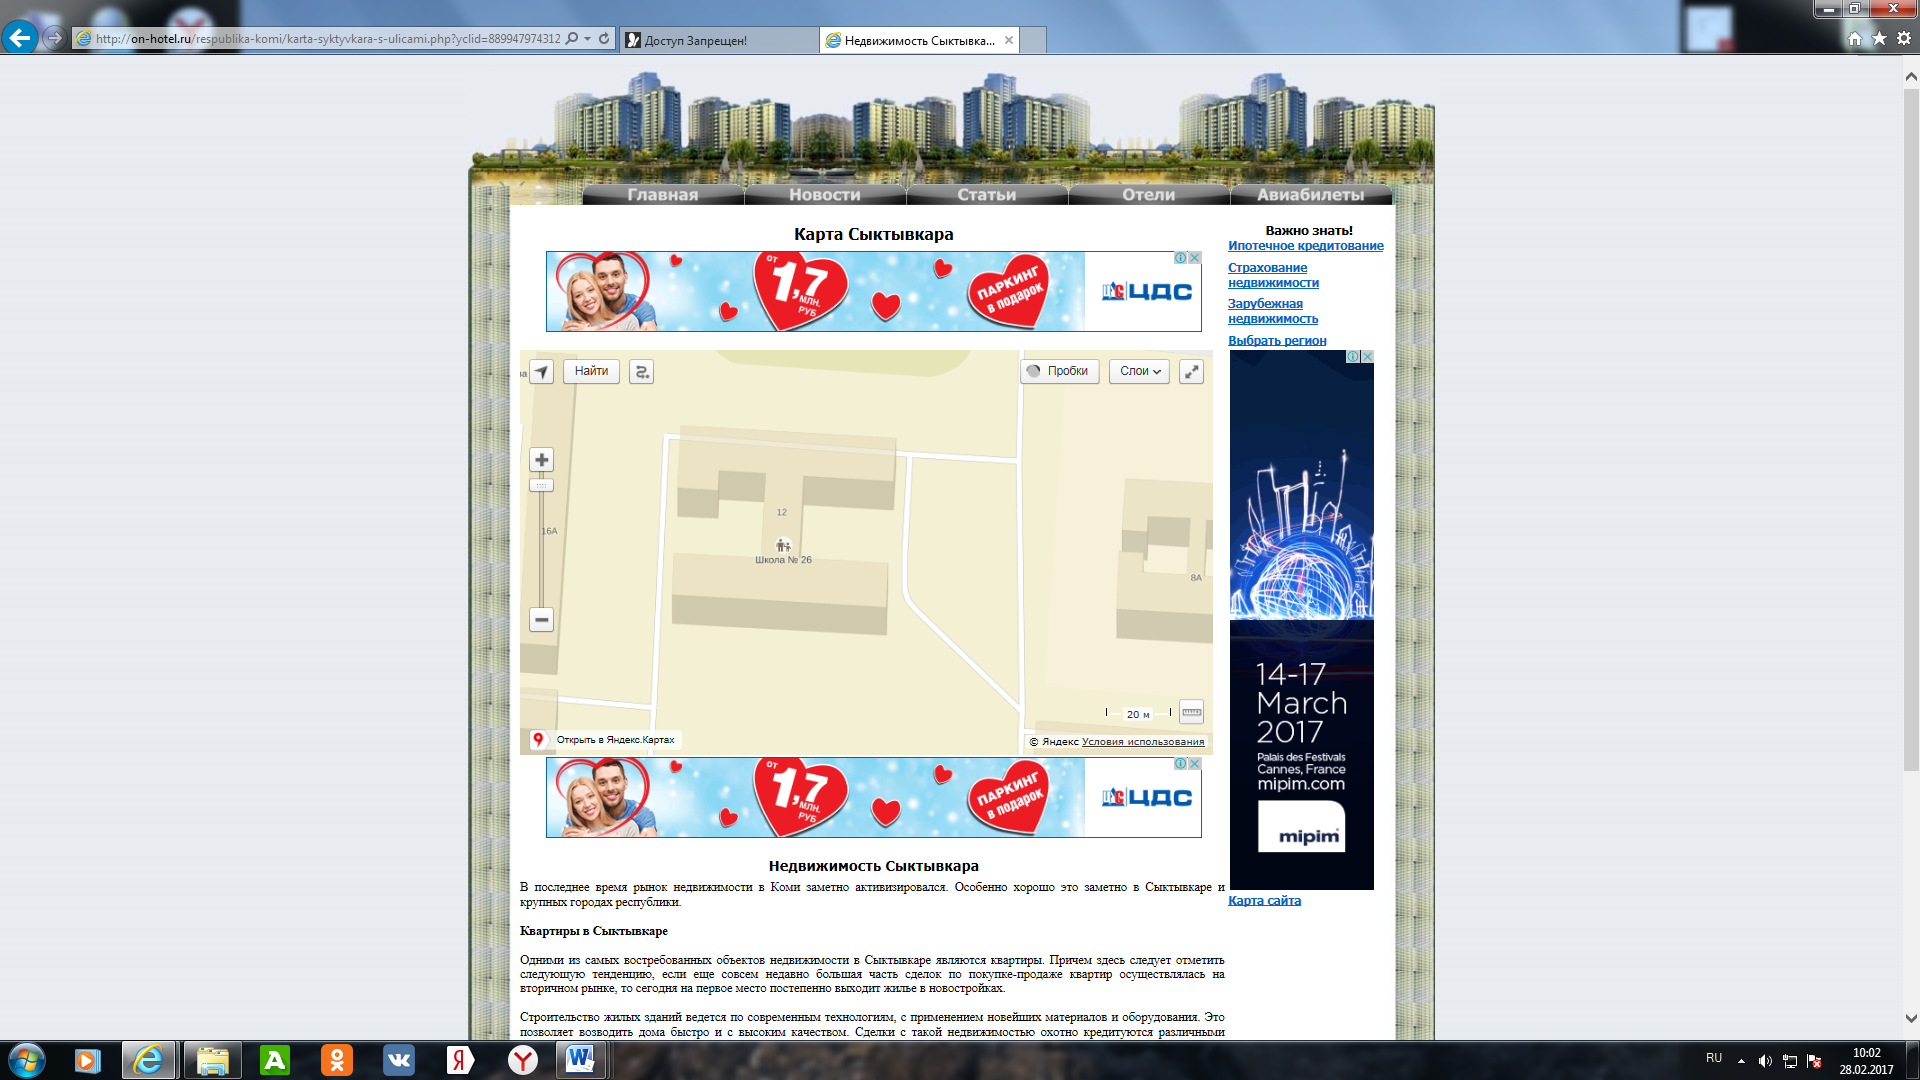 http://on-hotel.ru/respublika-komi/karta-syktyvkara-s-ulicami.php?yclid=889947974312
Доступ Запрещен!
Недвижимость Сыктывка...
Главная
Новости
Статьи
Отели
Авиабилеты
Карта Сыктывкара
от
1,7
млн.
руб
ПАРКИНГ
в подарок
ЦДС
Важно знать!
Ипотечное кредитование
Страхование
недвижимости
Зарубежная
недвижимость
Выбрать регион
Найти
Пробки
Слои
16А
12
Школа № 26
8А
20 м
Открыть в Яндекс.Картах
© Яндекс Условия использования
14-17
March
2017
Palais des Festivals
Cannes, France
mipim.com
mipim
Карта сайта
от
1,7
млн.
руб
ПАРКИНГ
в подарок
ЦДС
Недвижимость Сыктывкара
В последнее время рынок недвижимости в Коми заметно активизировался. Особенно хорошо это заметно в Сыктывкаре и
крупных городах республики.
Квартиры в Сыктывкаре
Одними из самых востребованных объектов недвижимости в Сыктывкаре являются квартиры. Причем здесь следует отметить
следующую тенденцию, если еще совсем недавно большая часть сделок по покупке-продаже квартир осуществлялась на
вторичном рынке, то сегодня на первое место постепенно выходит жилье в новостройках.
Строительство жилых зданий ведется по современным технологиям, с применением новейших материалов и оборудования. Это
позволяет возводить дома быстро и с высоким качеством. Сделки с такой недвижимостью охотно кредитуются различными
RU
10:02
28.02.2017